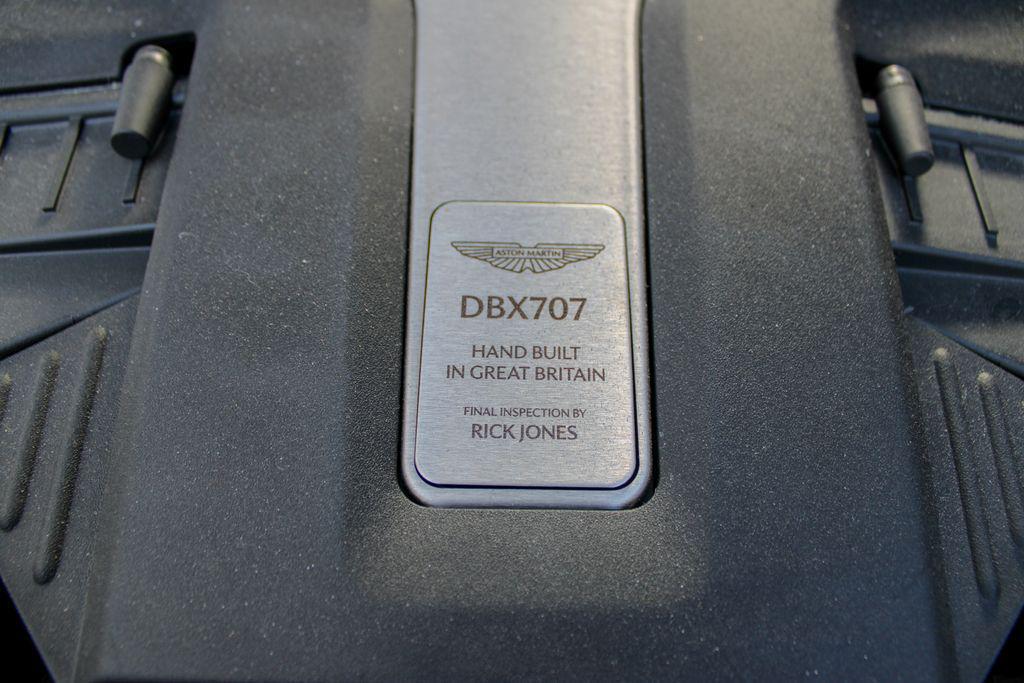 ASTON MARTIN
DBX707
HAND BUILT
IN GREAT BRITAIN
FINAL INSPECTION BY
RICK JONES